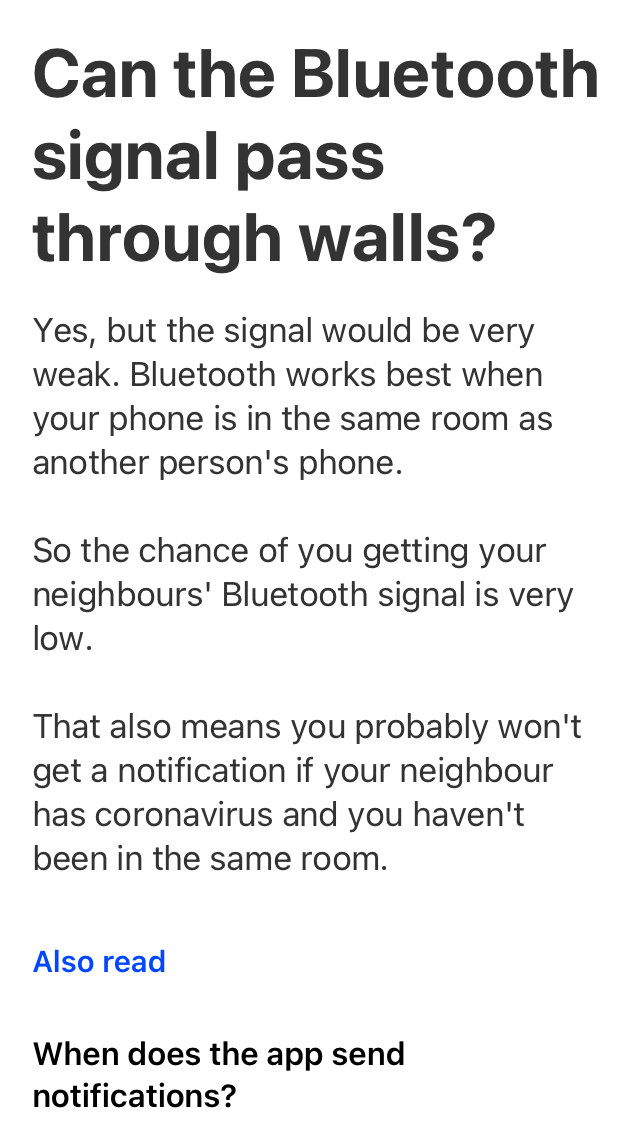 Can the Bluetooth
signal pass
through walls?
Yes, but the signal would be very
weak. Bluetooth works best when
your phone is in the same room as
another person's phone.
So the chance of you getting your
neighbours' Bluetooth signal is very
low.
That also means you probably won't
get a notification if your neighbour
has coronavirus and you haven't
been in the same room.
Also read
When does the app send
notifications?